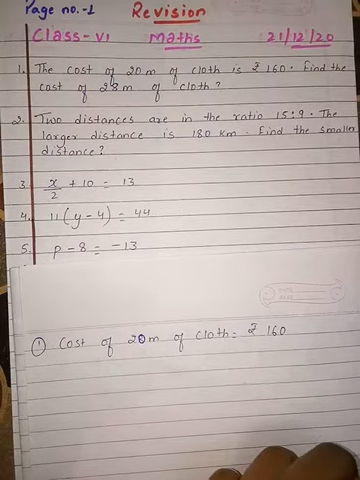 Page no.-1 Revision
Class-VI Maths 21/12/20
1. The cost of 20m of cloth is ₹160. Find the
cost of 28m of cloth?
2. Two distances are in the ratio 15:9. The
larger distance is 180 km. Find the smaller
distance?
3. x/2 + 10 = 13
4. 11(y-4) = 44
5. p-8 = -13
① Cost of 20m of cloth = ₹160